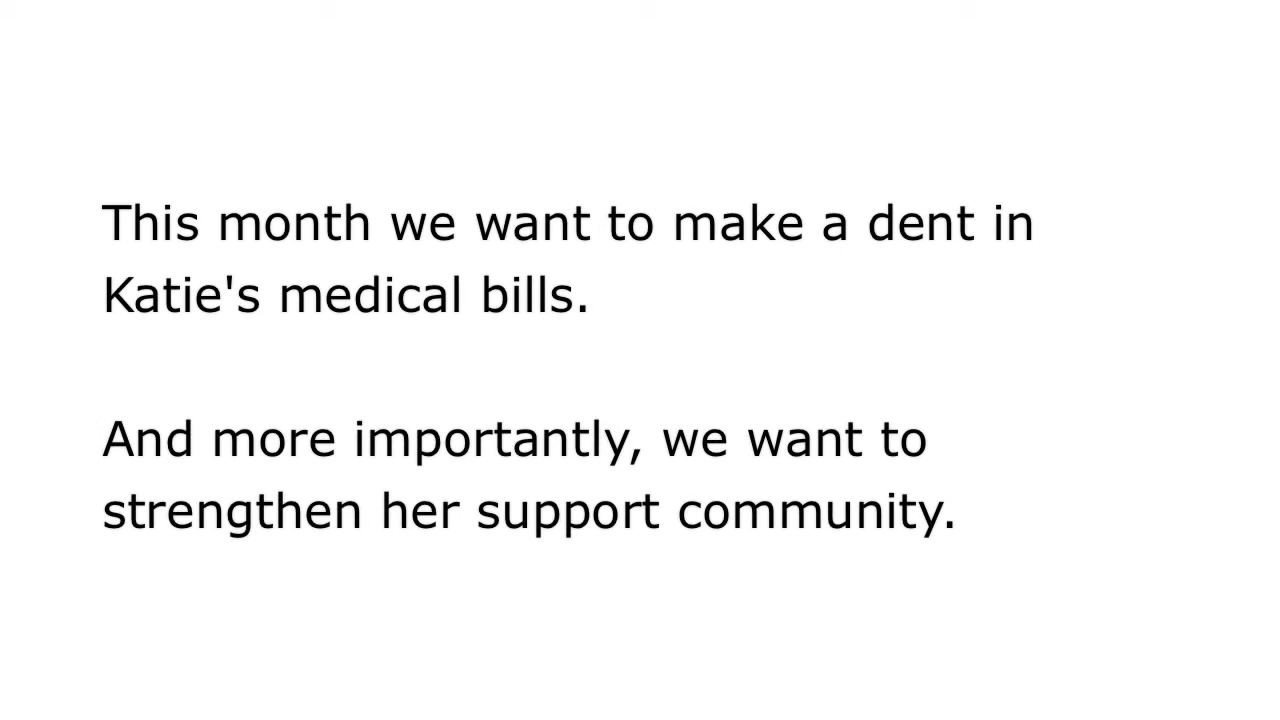 This month we want to make a dent in
Katie's medical bills.
And more importantly, we want to
strengthen her support community.